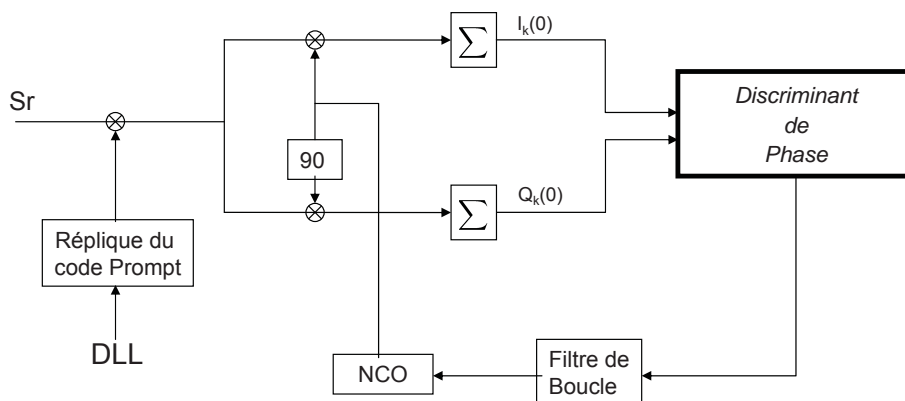 I_k(0)
Sr
Discriminant
de
Phase
90
∑
∑
Q_k(0)
Réplique du
code Prompt
DLL
NCO
Filtre de
Boucle